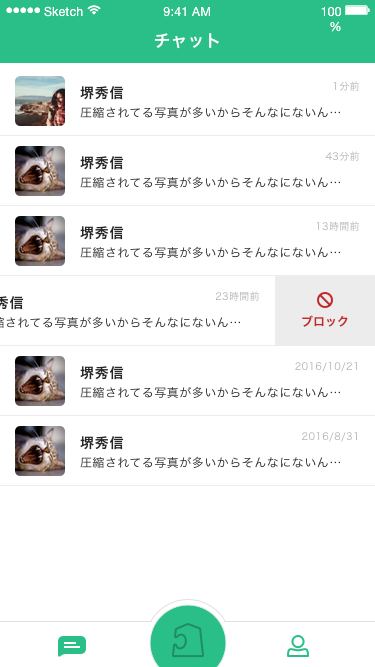 Sketch 9:41 AM 100
%
チャット
1分前
堺秀信
圧縮されてる写真が多いからそんなにないん…
43分前
堺秀信
圧縮されてる写真が多いからそんなにないん…
13時間前
堺秀信
圧縮されてる写真が多いからそんなにないん…
23時間前
秀信
されてる写真が多いからそんなにないん…
ブロック
2016/10/21
堺秀信
圧縮されてる写真が多いからそんなにないん…
2016/8/31
堺秀信
圧縮されてる写真が多いからそんなにないん…